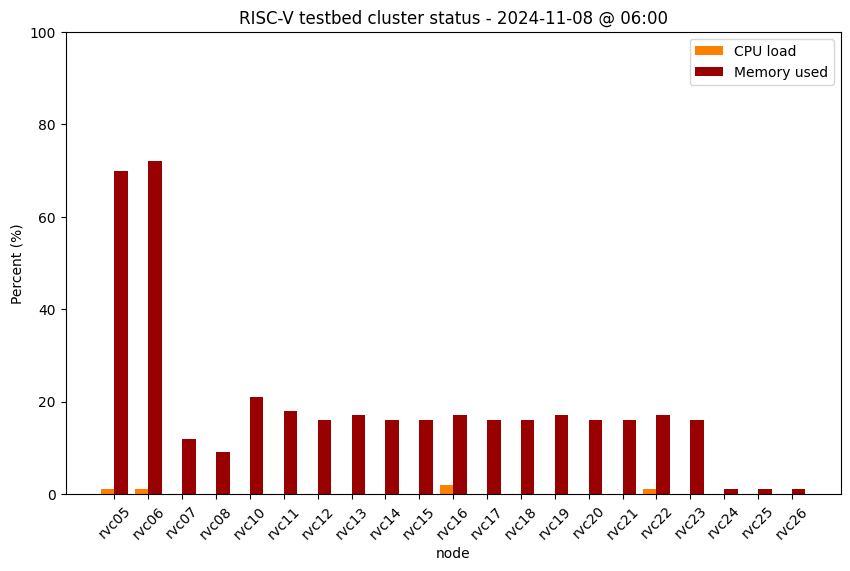 RISC-V testbed cluster status - 2024-11-08 @ 06:00
CPU load
Memory used
Percent (%)
100
80
60
40
20
0
rvc05 rvc06 rvc07 rvc08 rvc10 rvc11 rvc12 rvc13 rvc14 rvc15 rvc16 rvc17 rvc18 rvc19 rvc20 rvc21 rvc22 rvc23 rvc24 rvc25 rvc26
node